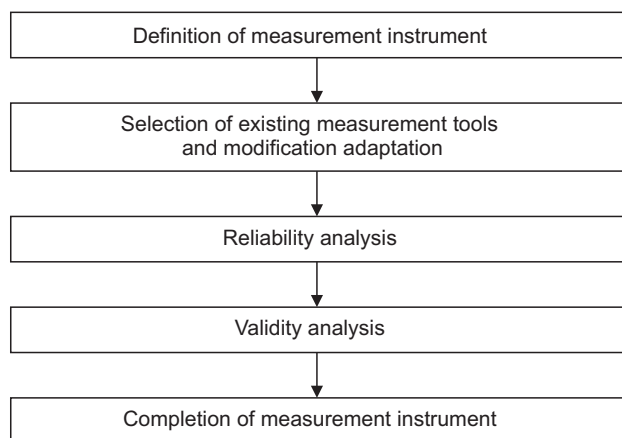 Definition of measurement instrument
Selection of existing measurement tools
and modification adaptation
Reliability analysis
Validity analysis
Completion of measurement instrument